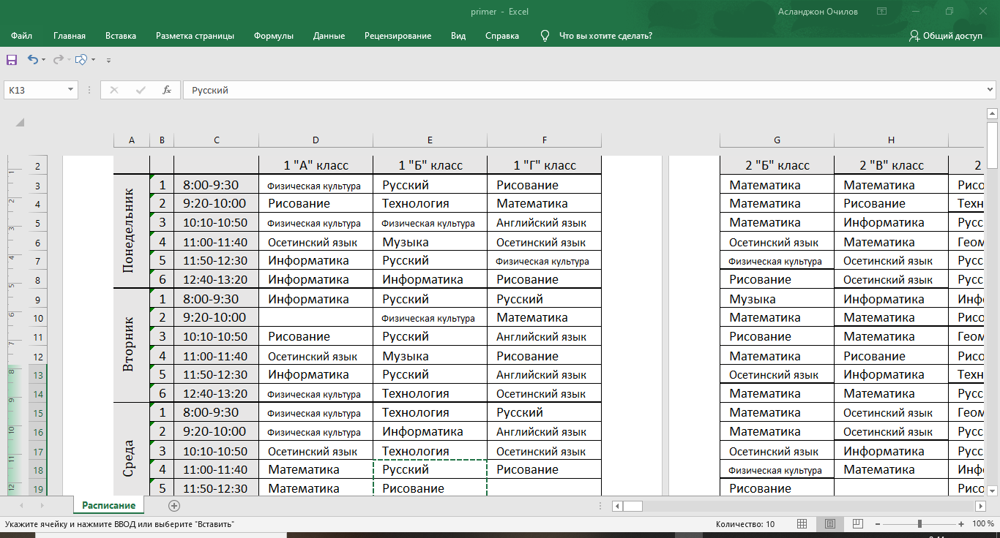 primer - Excel
Асланджон Очилов
Файл Главная Вставка Разметка страницы Формулы Данные Рецензирование Вид Справка Что вы хотите сделать? Общий доступ
K13 fx Русский
A B C D E F G H
2 1 "А" класс 1 "Б" класс 1 "Г" класс 2 "Б" класс 2 "В" класс 2
Понедельник
3 1 8:00-9:30 Физическая культура Русский Рисование Математика Математика Рисо
4 2 9:20-10:00 Рисование Технология Математика Математика Рисование Техн
5 3 10:10-10:50 Физическая культура Физическая культура Английский язык Математика Информатика Русс
6 4 11:00-11:40 Осетинский язык Музыка Осетинский язык Осетинский язык Математика Геом
7 5 11:50-12:30 Информатика Русский Физическая культура Физическая культура Осетинский язык Русс
8 6 12:40-13:20 Информатика Информатика Рисование Рисование Осетинский язык Русс
Вторник
9 1 8:00-9:30 Информатика Русский Русский Музыка Информатика Инфо
10 2 9:20-10:00 Физическая культура Математика Математика Математика Рисо
11 3 10:10-10:50 Рисование Русский Английский язык Рисование Математика Геом
12 4 11:00-11:40 Осетинский язык Музыка Рисование Математика Рисование Рисо
13 5 11:50-12:30 Информатика Русский Английский язык Осетинский язык Информатика Техн
14 6 12:40-13:20 Физическая культура Технология Осетинский язык Математика Математика Русс
Среда
15 1 8:00-9:30 Физическая культура Технология Русский Математика Осетинский язык Геом
16 2 9:20-10:00 Физическая культура Информатика Английский язык Математика Осетинский язык Русс
17 3 10:10-10:50 Осетинский язык Технология Осетинский язык Осетинский язык Информатика Русс
18 4 11:00-11:40 Математика Русский Рисование Физическая культура Математика Инфо
19 5 11:50-12:30 Математика Рисование Рисование Рисо
Расписание
Укажите ячейку и нажмите ВВОД или выберите "Вставить" Количество: 10 100 %